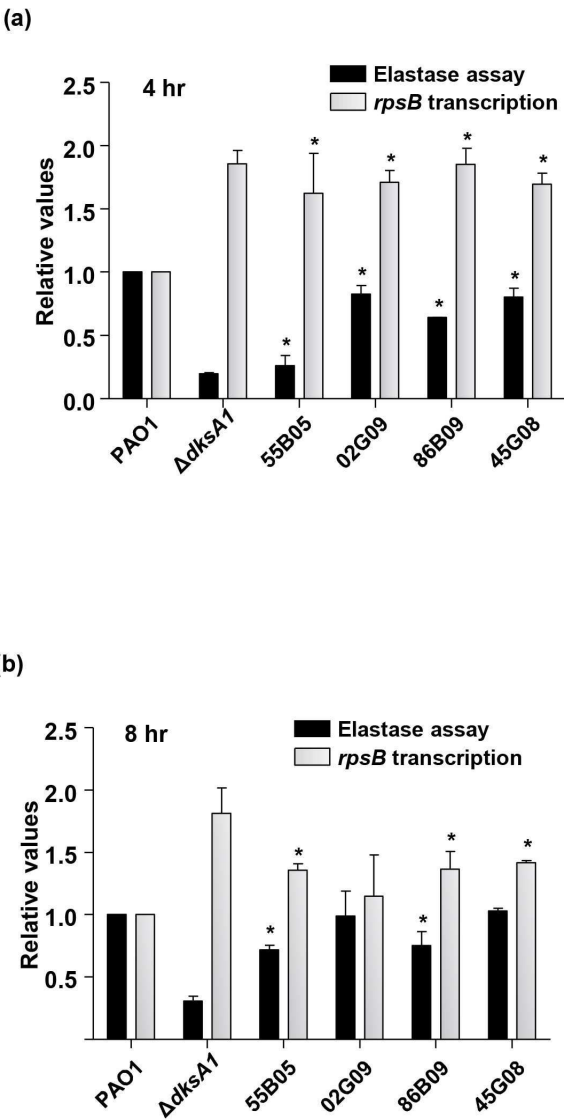 (a)
4 hr
Elastase assay
rpsB transcription
2.5
2.0
1.5
1.0
0.5
0.0
Relative values
* * * *
* * * *
PAO1 ΔdksA1 55B05 02G09 86B09 45G08
(b)
8 hr
Elastase assay
rpsB transcription
2.5
2.0
1.5
1.0
0.5
Relative values
* * *
* *
PAO1 ΔdksA1 55B05 02G09 86B09 45G08